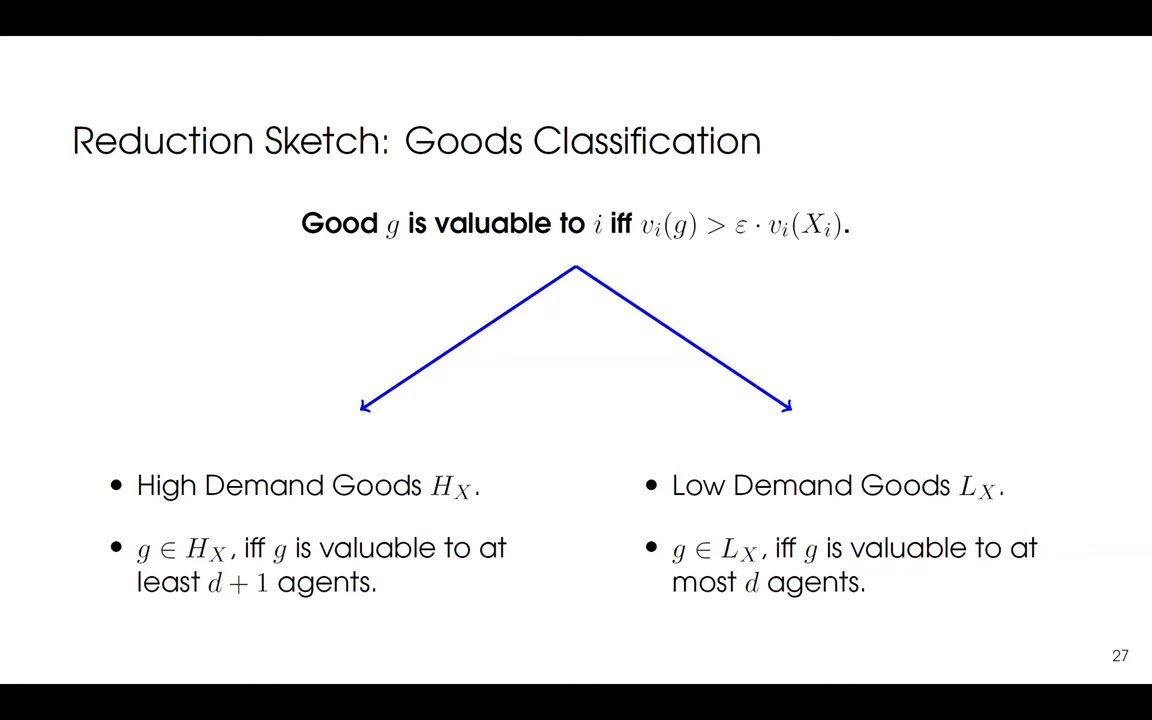 Reduction Sketch: Goods Classification
Good g is valuable to i iff v_i(g) > ε · v_i(X_i).
• High Demand Goods H_X.
• g ∈ H_X, iff g is valuable to at
least d + 1 agents.
• Low Demand Goods L_X.
• g ∈ L_X, iff g is valuable to at
most d agents.
27